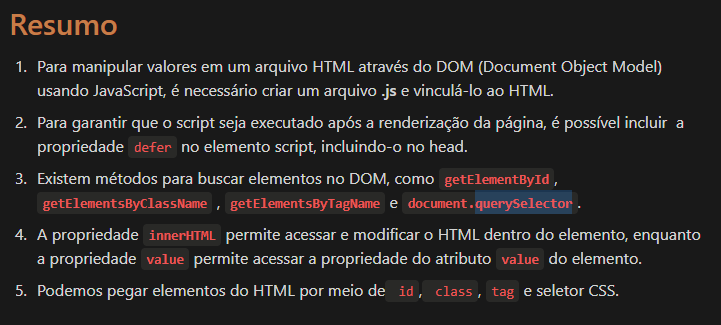 Resumo
1. Para manipular valores em um arquivo HTML através do DOM (Document Object Model)
usando JavaScript, é necessário criar um arquivo .js e vinculá-lo ao HTML.
2. Para garantir que o script seja executado após a renderização da página, é possível incluir a
propriedade defer no elemento script, incluindo-o no head.
3. Existem métodos para buscar elementos no DOM, como getElementById,
getElementsByClassName , getElementsByTagName e document.querySelector.
4. A propriedade innerHTML permite acessar e modificar o HTML dentro do elemento, enquanto
a propriedade value permite acessar a propriedade do atributo value do elemento.
5. Podemos pegar elementos do HTML por meio de id, class, tag e seletor CSS.